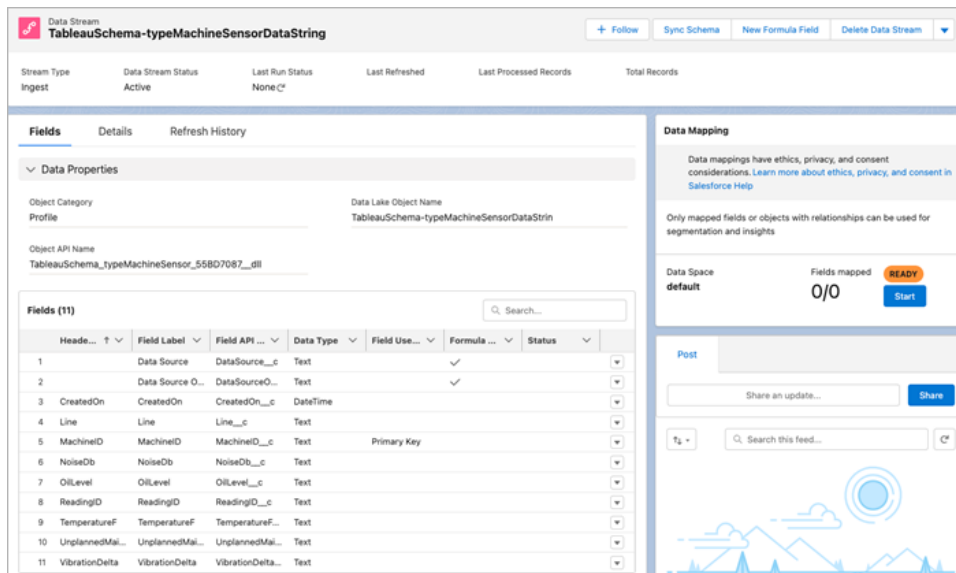 Data Stream
TableauSchema-typeMachineSensorDataString
+ Follow Sync Schema New Formula Field Delete Data Stream
Stream Type Data Stream Status Last Run Status Last Refreshed Last Processed Records Total Records
Ingest Active None
Fields Details Refresh History
Data Properties
Object Category Data Lake Object Name
Profile TableauSchema-typeMachineSensorDataStrin
Object API Name
TableauSchema_typeMachineSensor_55BD7087__dll
Fields (11) Search...
Heade... ↑ Field Label Field API ... Data Type Field Use... Formula ... Status
1 Data Source DataSource__c Text ✓
2 Data Source O... DataSourceO... Text ✓
3 CreatedOn CreatedOn CreatedOn__c DateTime
4 Line Line Line__c Text
5 MachineID MachineID MachineID__c Text Primary Key
6 NoiseDb NoiseDb NoiseDb__c Text
7 OilLevel OilLevel OilLevel__c Text
8 ReadingID ReadingID ReadingID__c Text
9 TemperatureF TemperatureF TemperatureF... Text
10 UnplannedMai... UnplannedMai... UnplannedMai... Text
11 VibrationDelta VibrationDelta VibrationDelta... Text
Data Mapping
Data mappings have ethics, privacy, and consent
considerations. Learn more about ethics, privacy, and consent in
Salesforce Help
Only mapped fields or objects with relationships can be used for
segmentation and insights
Data Space Fields mapped READY
default 0/0 Start
Post
Share an update... Share
Search this feed...